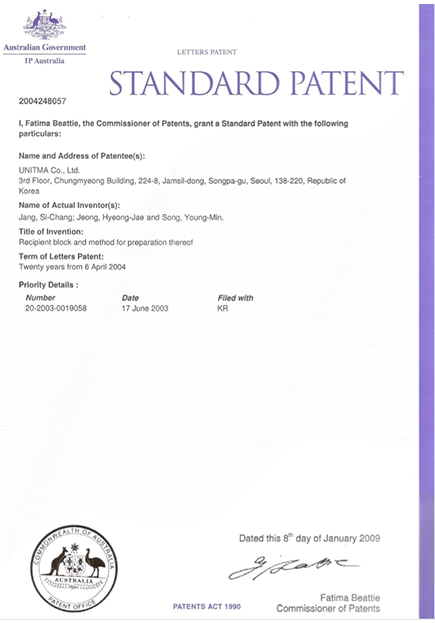 Australian Government
IP Australia
LETTERS PATENT
STANDARD PATENT
2004248057
I, Fatima Beattie, the Commissioner of Patents, grant a Standard Patent with the following
particulars:
Name and Address of Patentee(s):
UNITMA Co., Ltd.
3rd Floor, Chungmyeong Building, 224-8, Jamsil-dong, Songpa-gu, Seoul, 138-220, Republic of
Korea
Name of Actual Inventor(s):
Jang, Si-Chang; Jeong, Hyeong-Jae and Song, Young-Min.
Title of Invention:
Recipient block and method for preparation thereof
Term of Letters Patent:
Twenty years from 6 April 2004
Priority Details :
Number Date Filed with
20-2003-0019058 17 June 2003 KR
Dated this 8th day of January 2009
Fatima Beattie
Commissioner of Patents
PATENTS ACT 1990
COMMONWEALTH OF AUSTRALIA
AUSTRALIA
PATENT OFFICE